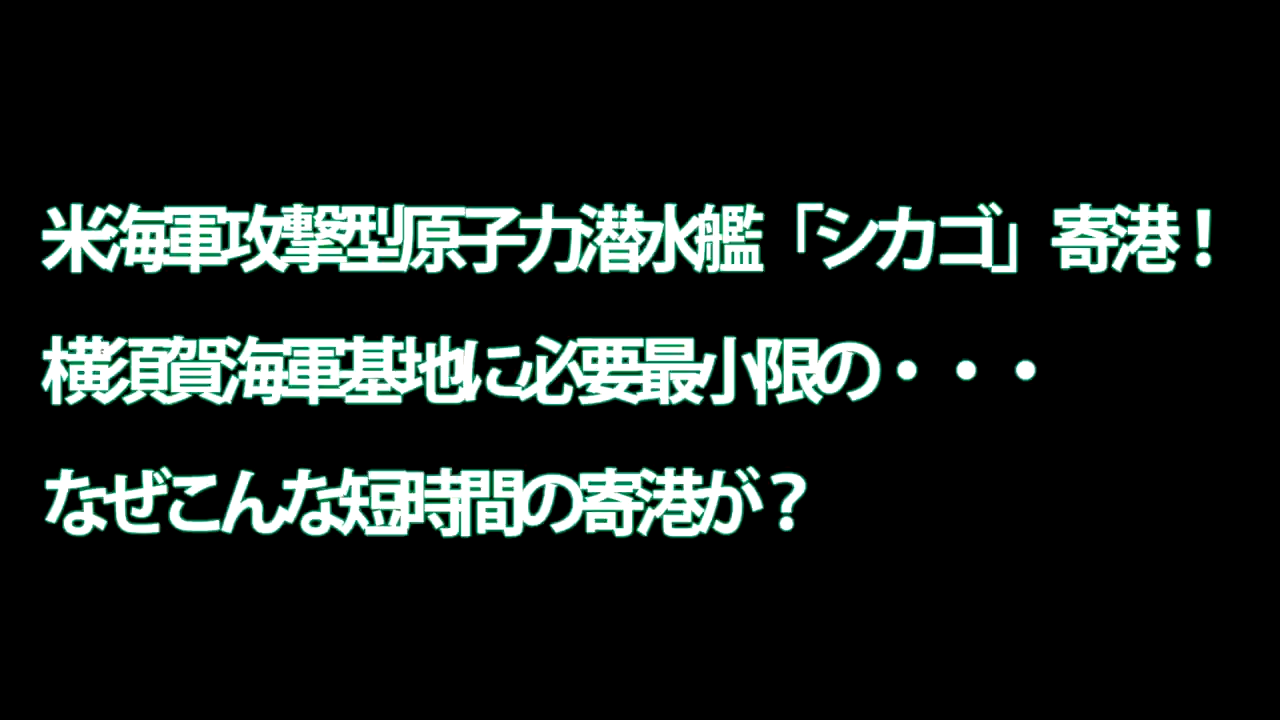 米海軍攻撃型原子力潜水艦「シカゴ」寄港！
横須賀海軍基地に必要最小限の・・・
なぜこんな短時間の寄港が？